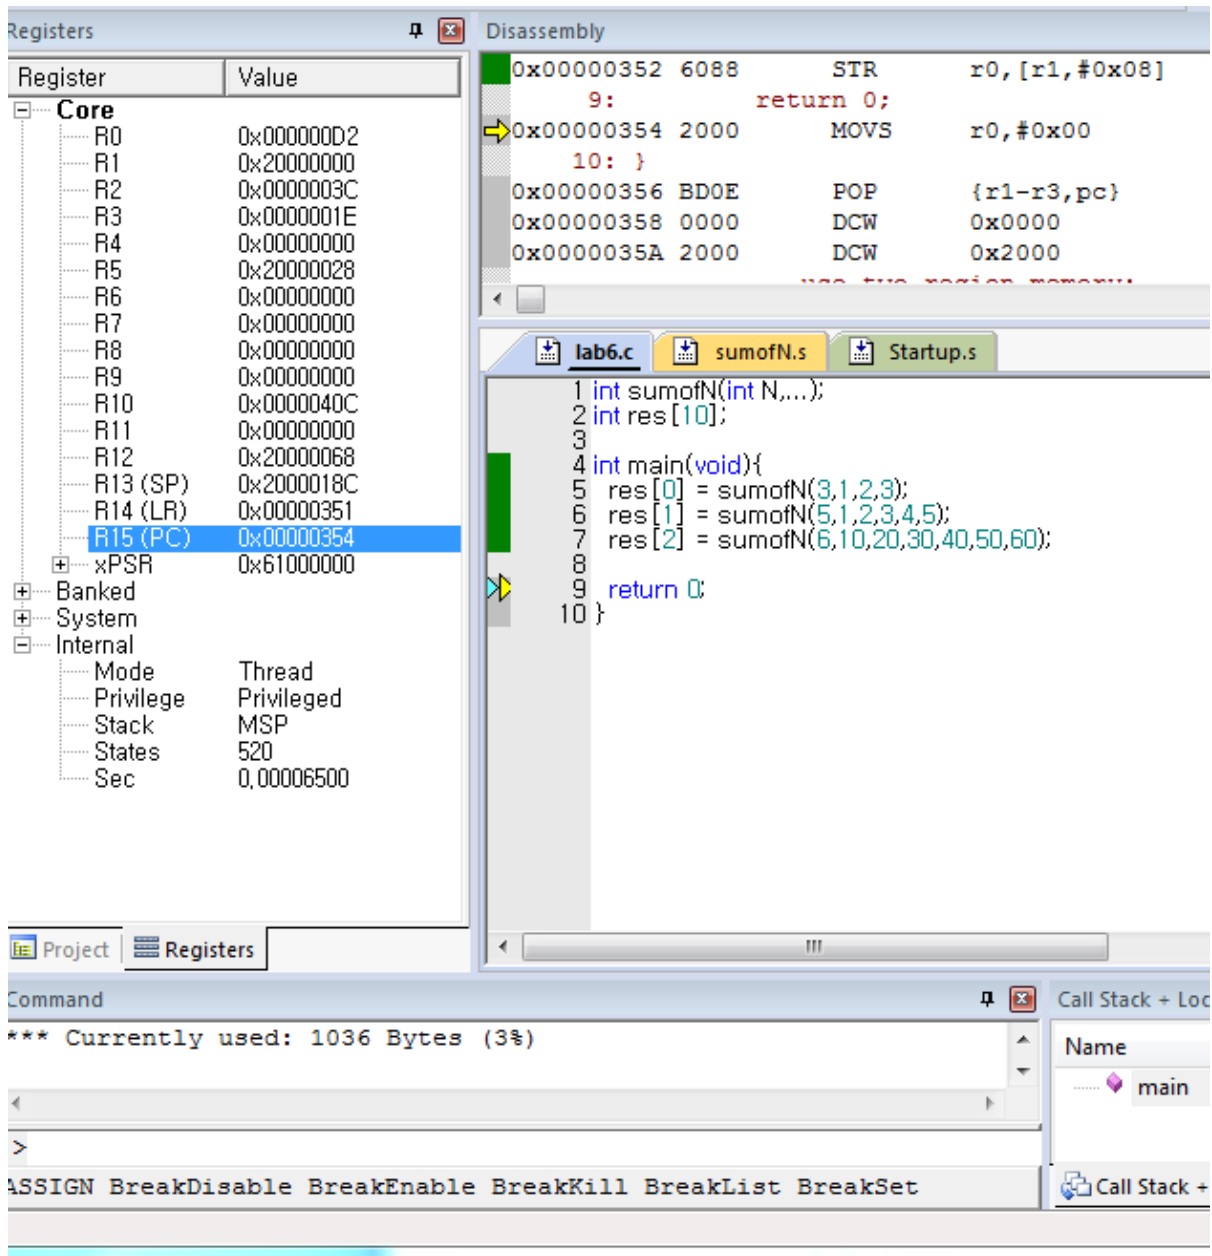 Registers
Register Value
Core
R0 0x000000D2
R1 0x20000000
R2 0x0000003C
R3 0x0000001E
R4 0x00000000
R5 0x20000028
R6 0x00000000
R7 0x00000000
R8 0x00000000
R9 0x00000000
R10 0x0000040C
R11 0x00000000
R12 0x20000068
R13 (SP) 0x2000018C
R14 (LR) 0x00000351
R15 (PC) 0x00000354
xPSR 0x61000000
Banked
System
Internal
Mode Thread
Privilege Privileged
Stack MSP
States 520
Sec 0,00006500
Project Registers
Disassembly
0x00000352 6088 STR r0,[r1,#0x08]
9: return 0;
0x00000354 2000 MOVS r0,#0x00
10: }
0x00000356 BD0E POP {r1-r3,pc}
0x00000358 0000 DCW 0x0000
0x0000035A 2000 DCW 0x2000
use two region memory:
lab6.c sumofN.s Startup.s
1 int sumofN(int N,...);
2 int res[10];
3
4 int main(void){
5 res[0] = sumofN(3,1,2,3);
6 res[1] = sumofN(5,1,2,3,4,5);
7 res[2] = sumofN(6,10,20,30,40,50,60);
8
9 return 0;
10 }
Command
*** Currently used: 1036 Bytes (3%)
>
ASSIGN BreakDisable BreakEnable BreakKill BreakList BreakSet
Call Stack + Loc
Name
main
Call Stack +